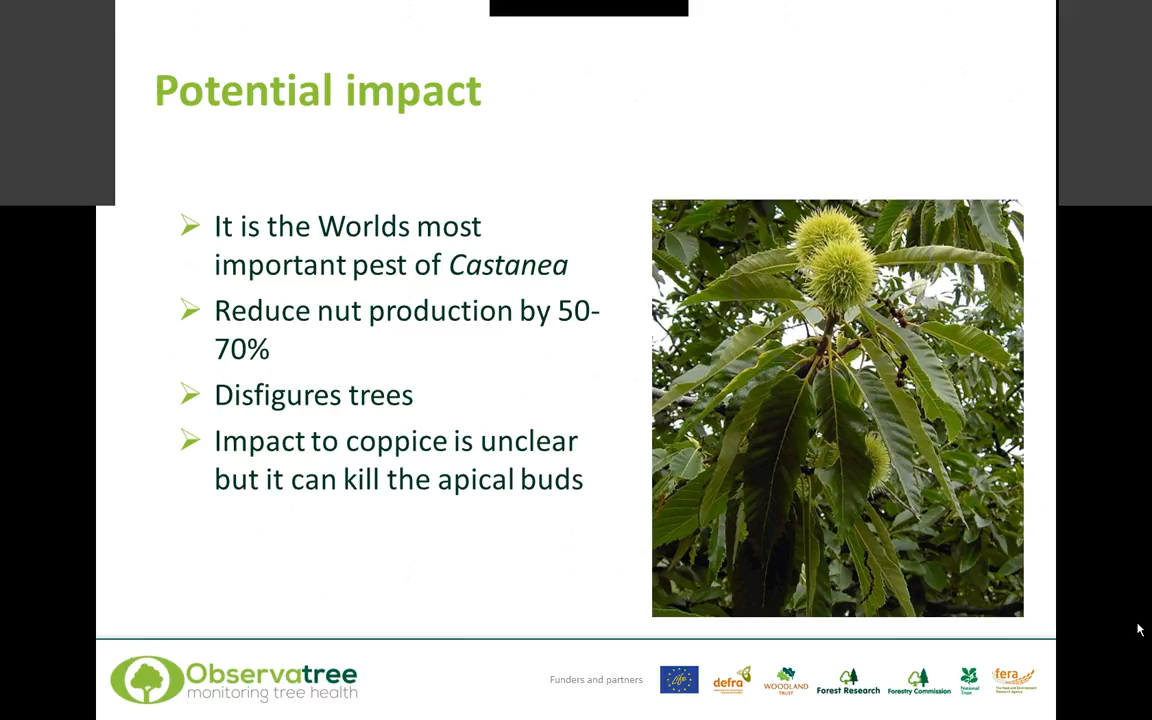 Potential impact
It is the Worlds most
important pest of Castanea
Reduce nut production by 50-
70%
Disfigures trees
Impact to coppice is unclear
but it can kill the apical buds
Observatree
monitoring tree health
Funders and partners
Life
defra
WOODLAND
TRUST
Forest Research
Forestry Commission
National
Trust
fera